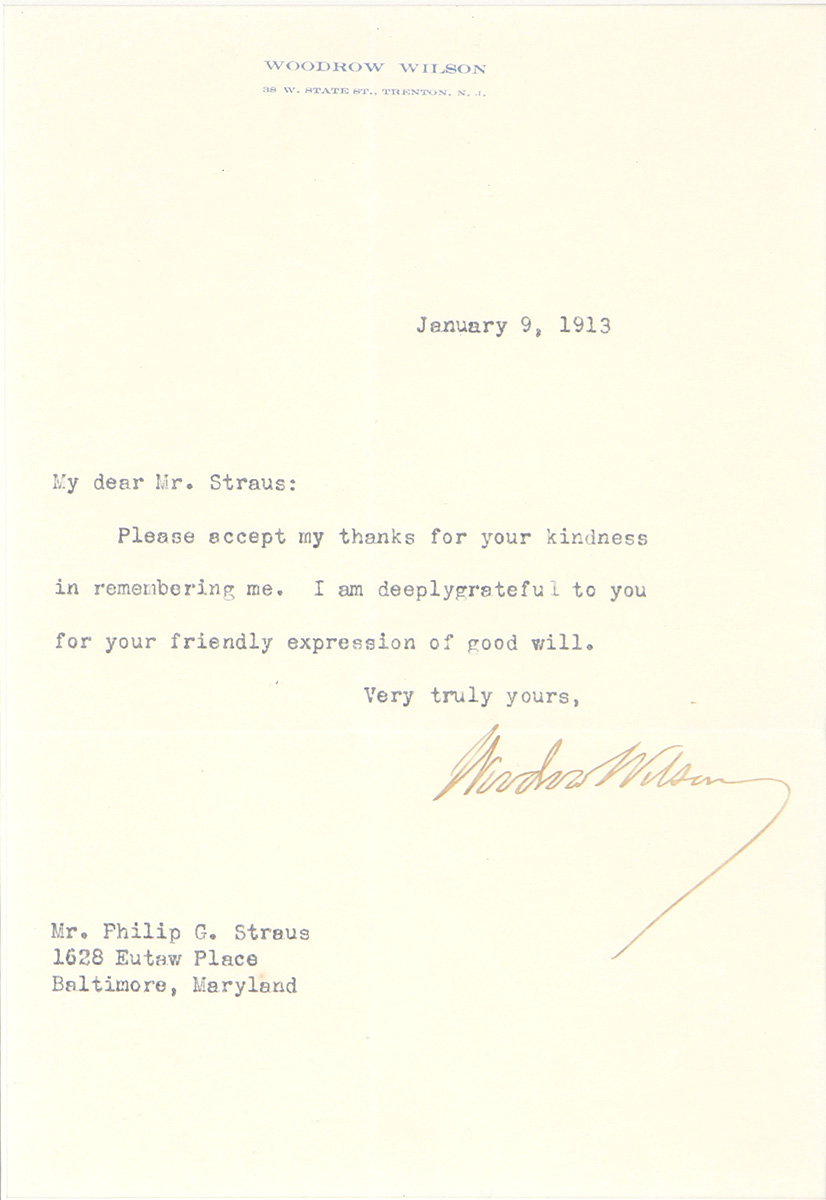 WOODROW WILSON
38 W. STATE ST., TRENTON, N. J.
January 9, 1913
My dear Mr. Straus:
Please accept my thanks for your kindness
in remembering me. I am deeplygrateful to you
for your friendly expression of good will.
Very truly yours,
Woodrow Wilson
Mr. Philip G. Straus
1628 Eutaw Place
Baltimore, Maryland